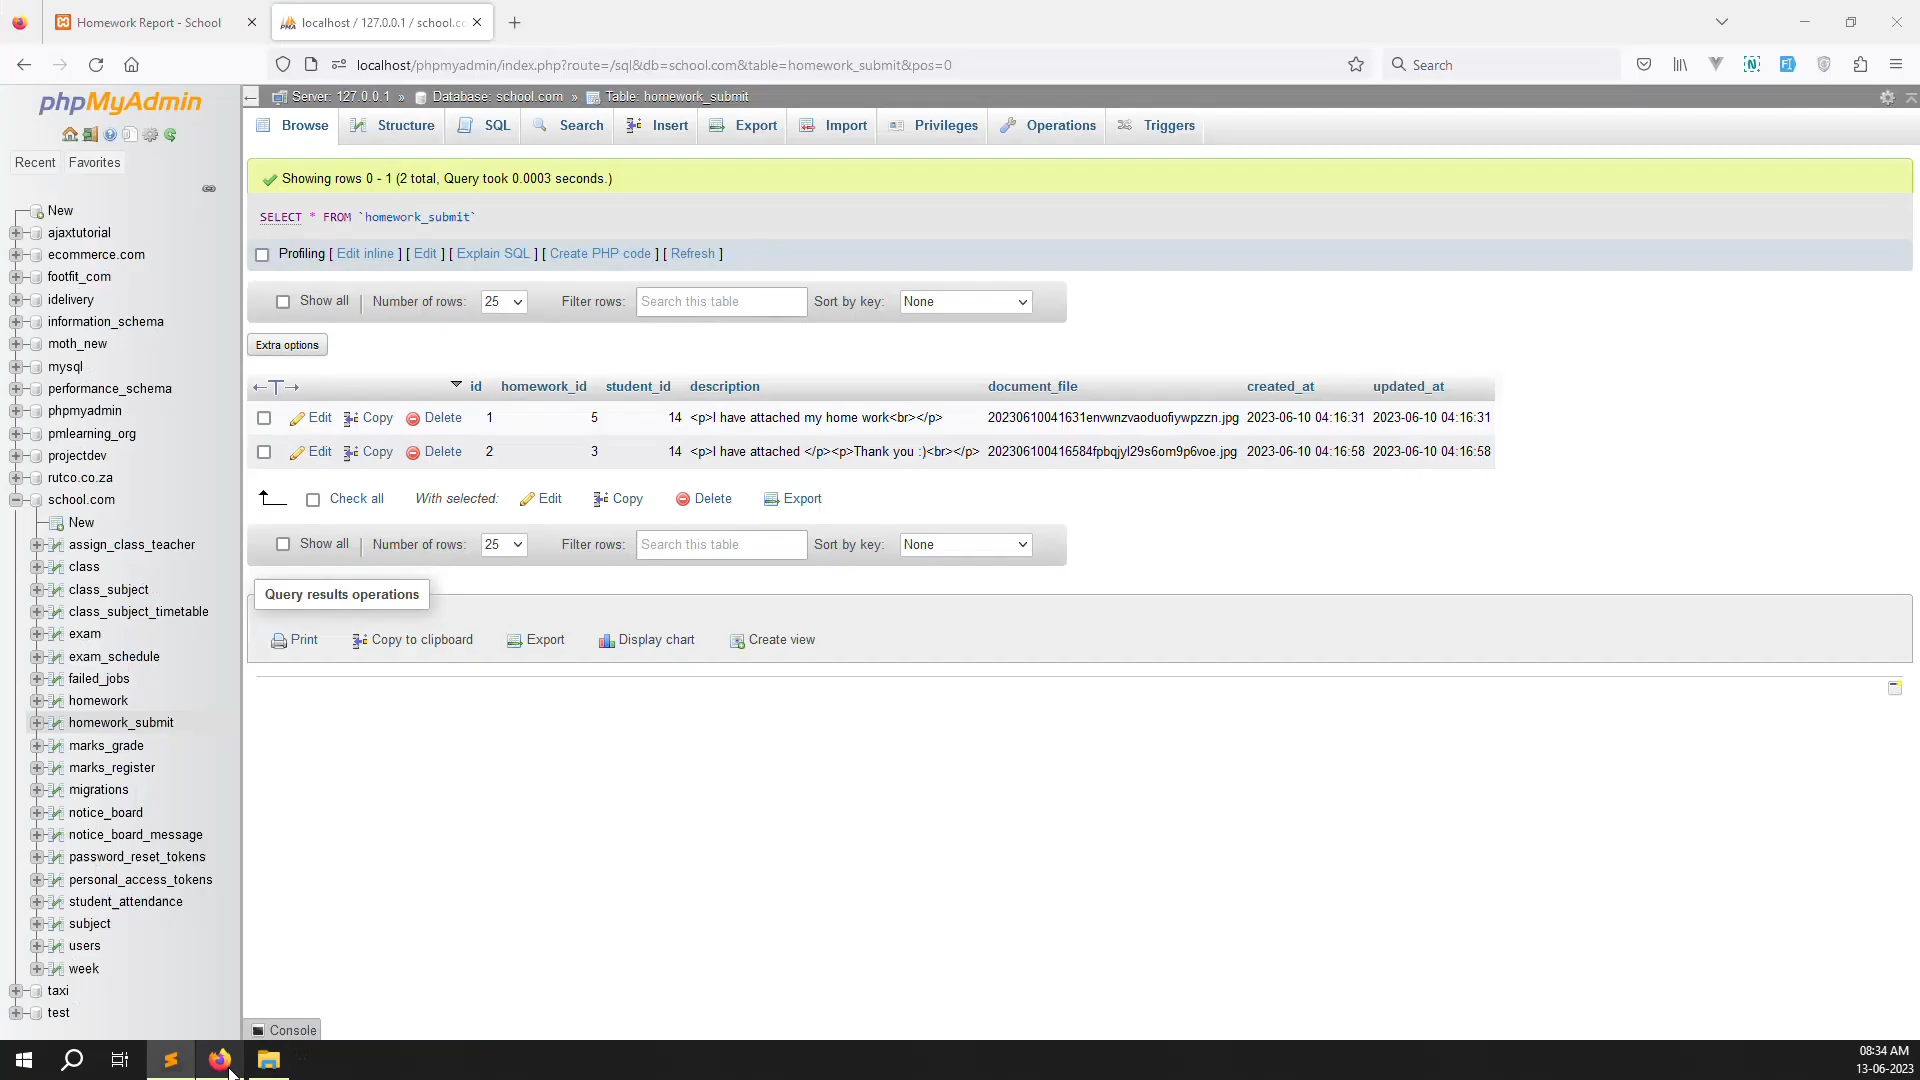 Homework Report - School
localhost / 127.0.0.1 / school.co
localhost/phpmyadmin/index.php?route=/sql&db=school.com&table=homework_submit&pos=0
Search
phpMyAdmin
Server: 127.0.0.1 » Database: school.com » Table: homework_submit
Browse Structure SQL Search Insert Export Import Privileges Operations Triggers
Recent Favorites
Showing rows 0 - 1 (2 total, Query took 0.0003 seconds.)
SELECT * FROM `homework_submit`
Profiling [ Edit inline ] [ Edit ] [ Explain SQL ] [ Create PHP code ] [ Refresh ]
Show all Number of rows: 25 Filter rows: Search this table Sort by key: None
Extra options
id homework_id student_id description document_file created_at updated_at
Edit Copy Delete 1 5 14 <p>I have attached my home work<br></p> 20230610041631envwnzvaoduofiywpzzn.jpg 2023-06-10 04:16:31 2023-06-10 04:16:31
Edit Copy Delete 2 3 14 <p>I have attached </p><p>Thank you :)<br></p> 202306100416584fpbqjyl29s6om9p6voe.jpg 2023-06-10 04:16:58 2023-06-10 04:16:58
Check all With selected: Edit Copy Delete Export
Show all Number of rows: 25 Filter rows: Search this table Sort by key: None
Query results operations
Print Copy to clipboard Export Display chart Create view
Console
New
ajaxtutorial
ecommerce.com
footfit_com
idelivery
information_schema
moth_new
mysql
performance_schema
phpmyadmin
pmlearning_org
projectdev
rutco.co.za
school.com
New
assign_class_teacher
class
class_subject
class_subject_timetable
exam
exam_schedule
failed_jobs
homework
homework_submit
marks_grade
marks_register
migrations
notice_board
notice_board_message
password_reset_tokens
personal_access_tokens
student_attendance
subject
users
week
taxi
test
08:34 AM
13-06-2023